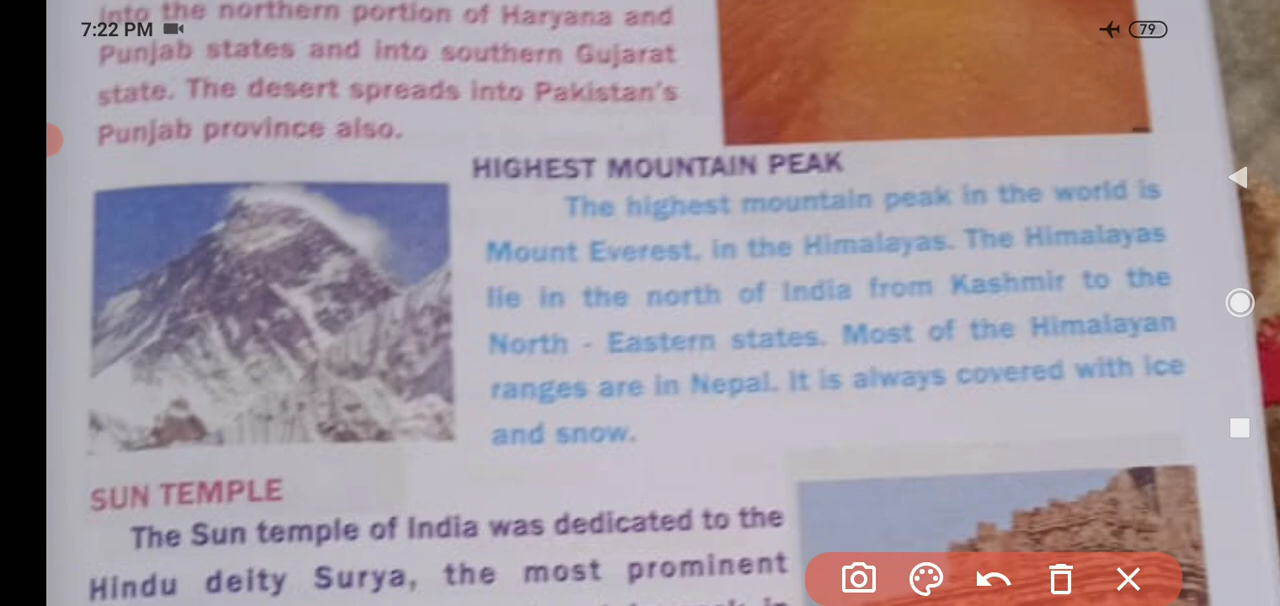 into the northern portion of Haryana and
7:22 PM
79
Punjab states and into southern Gujarat
state. The desert spreads into Pakistan's
Punjab province also.
HIGHEST MOUNTAIN PEAK
The highest mountain peak in the world is
Mount Everest, in the Himalayas. The Himalayas
lie in the north of India from Kashmir to the
North - Eastern states. Most of the Himalayan
ranges are in Nepal. It is always covered with ice
and snow.
SUN TEMPLE
The Sun temple of India was dedicated to the
Hindu deity Surya, the most prominent